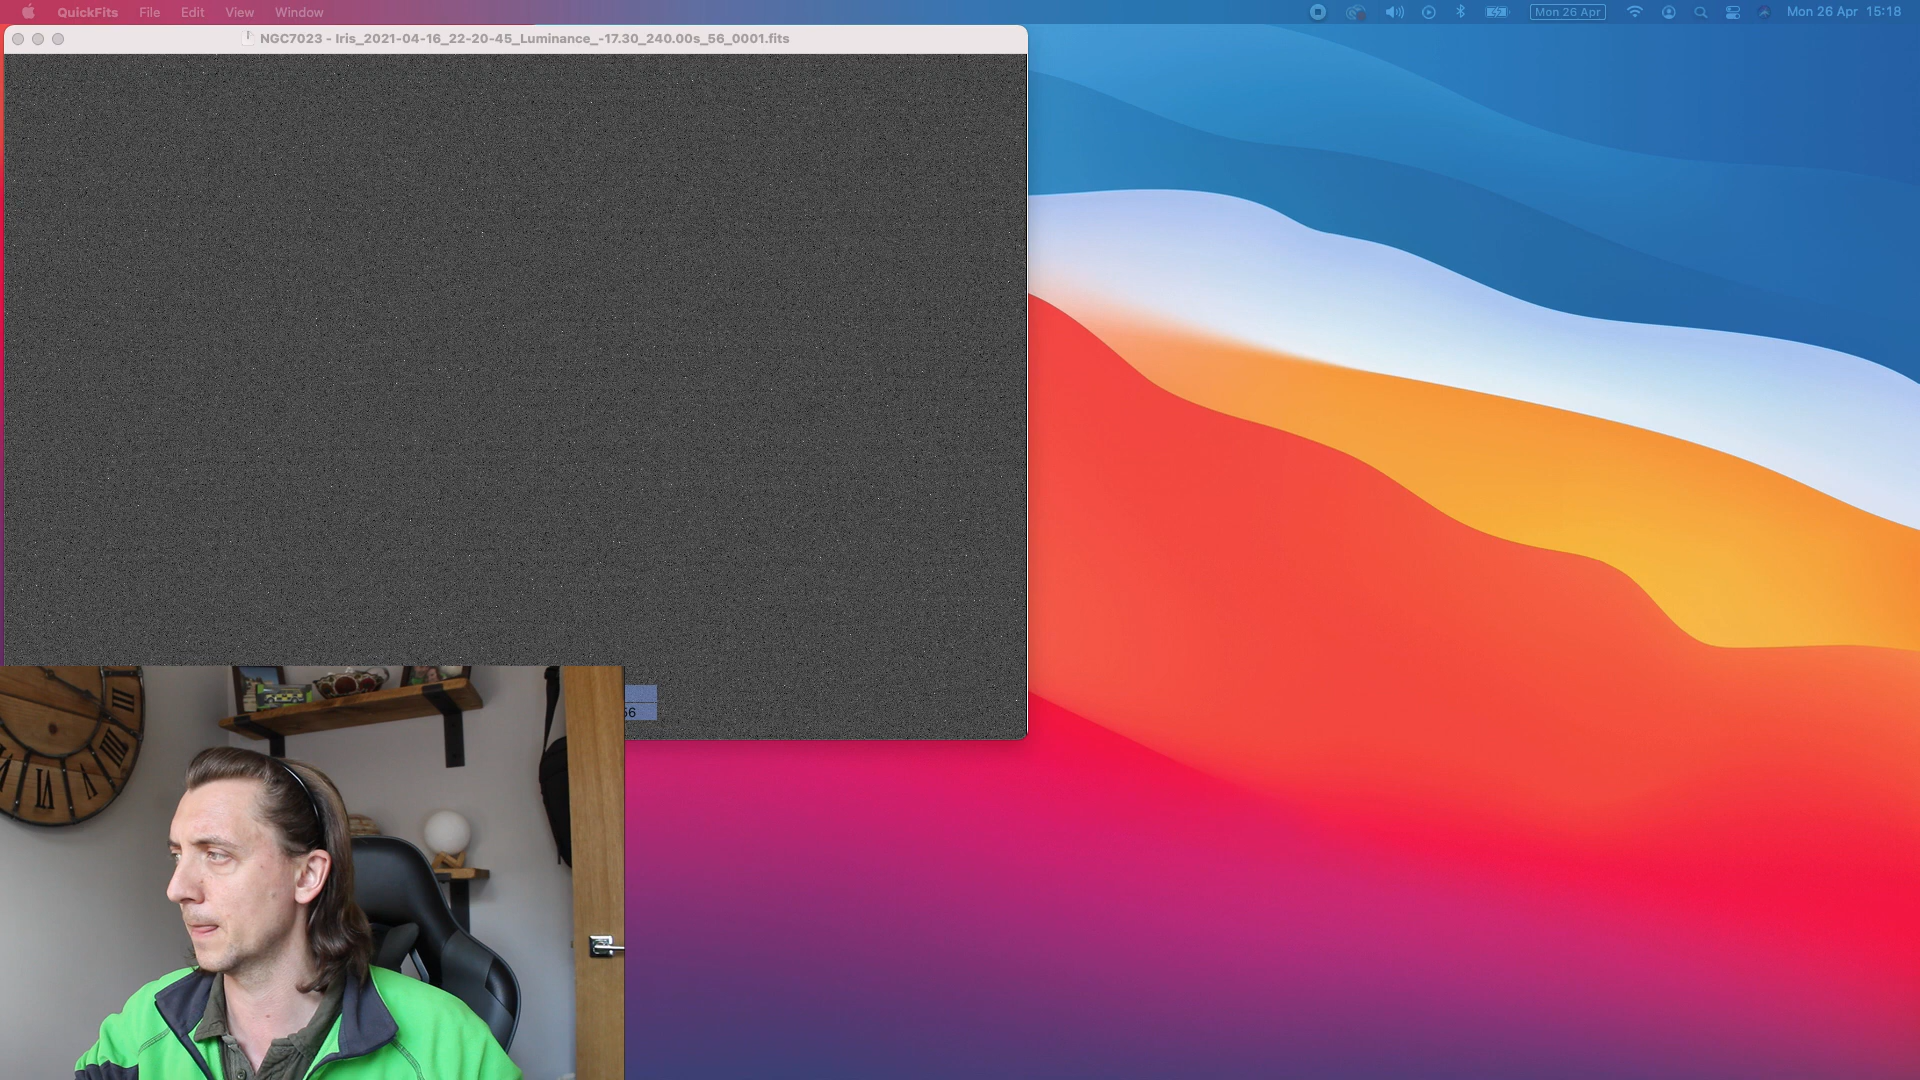 QuickFits File Edit View Window
Mon 26 Apr
Mon 26 Apr 15:18
NGC7023 - Iris_2021-04-16_22-20-45_Luminance_-17.30_240.00s_56_0001.fits
56